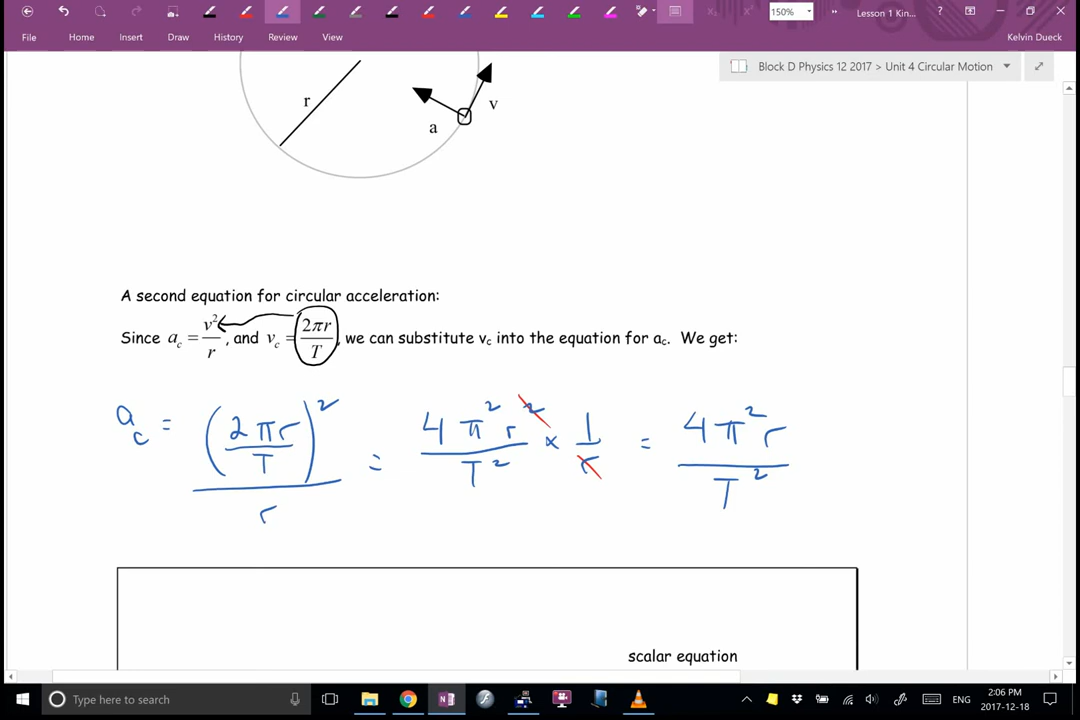 150%
Lesson 1 Kin...
?
File Home Insert Draw History Review View
Kelvin Dueck
Block D Physics 12 2017 > Unit 4 Circular Motion
r
v
a
A second equation for circular acceleration:
Since a_c = v²/r, and v_c = 2πr/T, we can substitute v_c into the equation for a_c. We get:
a_c = (2πr/T)²/r = 4π²r²/T² × 1/r = 4π²r/T²
scalar equation
Type here to search
ENG
2:06 PM
2017-12-18